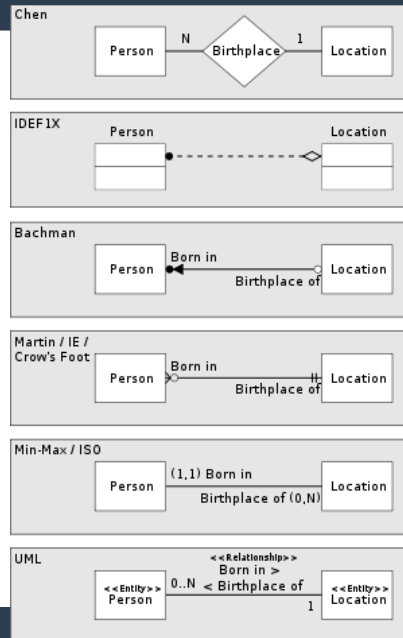 Chen
Person N Birthplace 1 Location
IDEF1X
Person Location
Bachman
Born in
Person Location
Birthplace of
Martin / IE /
Crow's Foot
Born in
Person Location
Birthplace of
Min-Max / ISO
(1,1) Born in
Person Location
Birthplace of (0,N)
UML
<<Relationship>>
Born in >
<<Entity>> 0..N < Birthplace of <<Entity>>
Person 1 Location